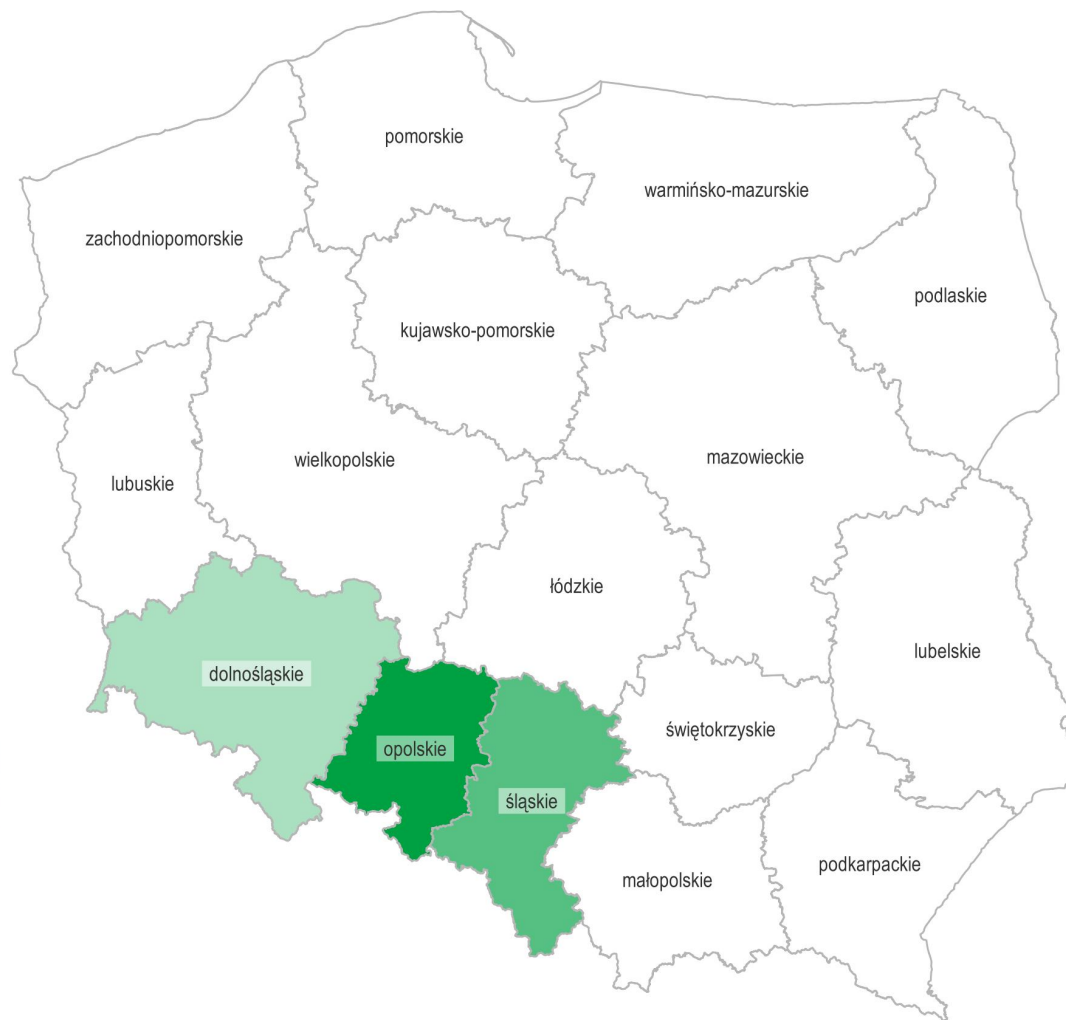 pomorskie
warmińsko-mazurskie
zachodniopomorskie
podlaskie
kujawsko-pomorskie
wielkopolskie
mazowieckie
lubuskie
łódzkie
lubelskie
dolnośląskie
świętokrzyskie
opolskie
śląskie
podkarpackie
małopolskie